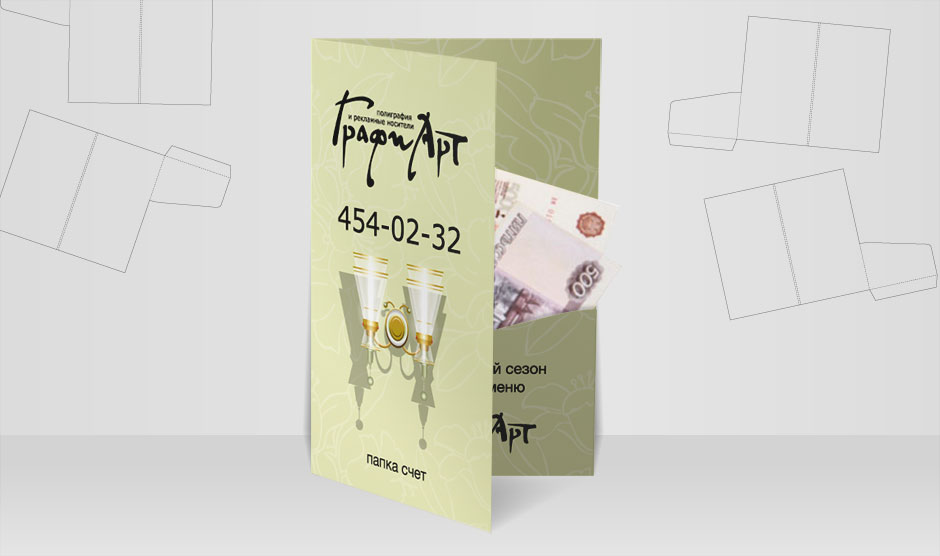 полиграфия
и рекламные носители
ГрафиАрт
454-02-32
папка счет
500
й сезон
меню
Арт